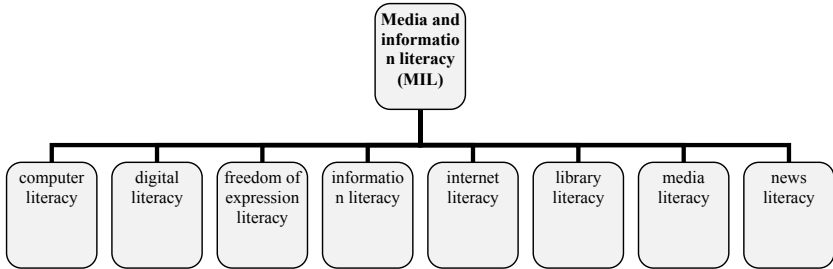 Media and
informatio
n literacy
(MIL)
computer
literacy
digital
literacy
freedom of
expression
literacy
informatio
n literacy
internet
literacy
library
literacy
media
literacy
news
literacy